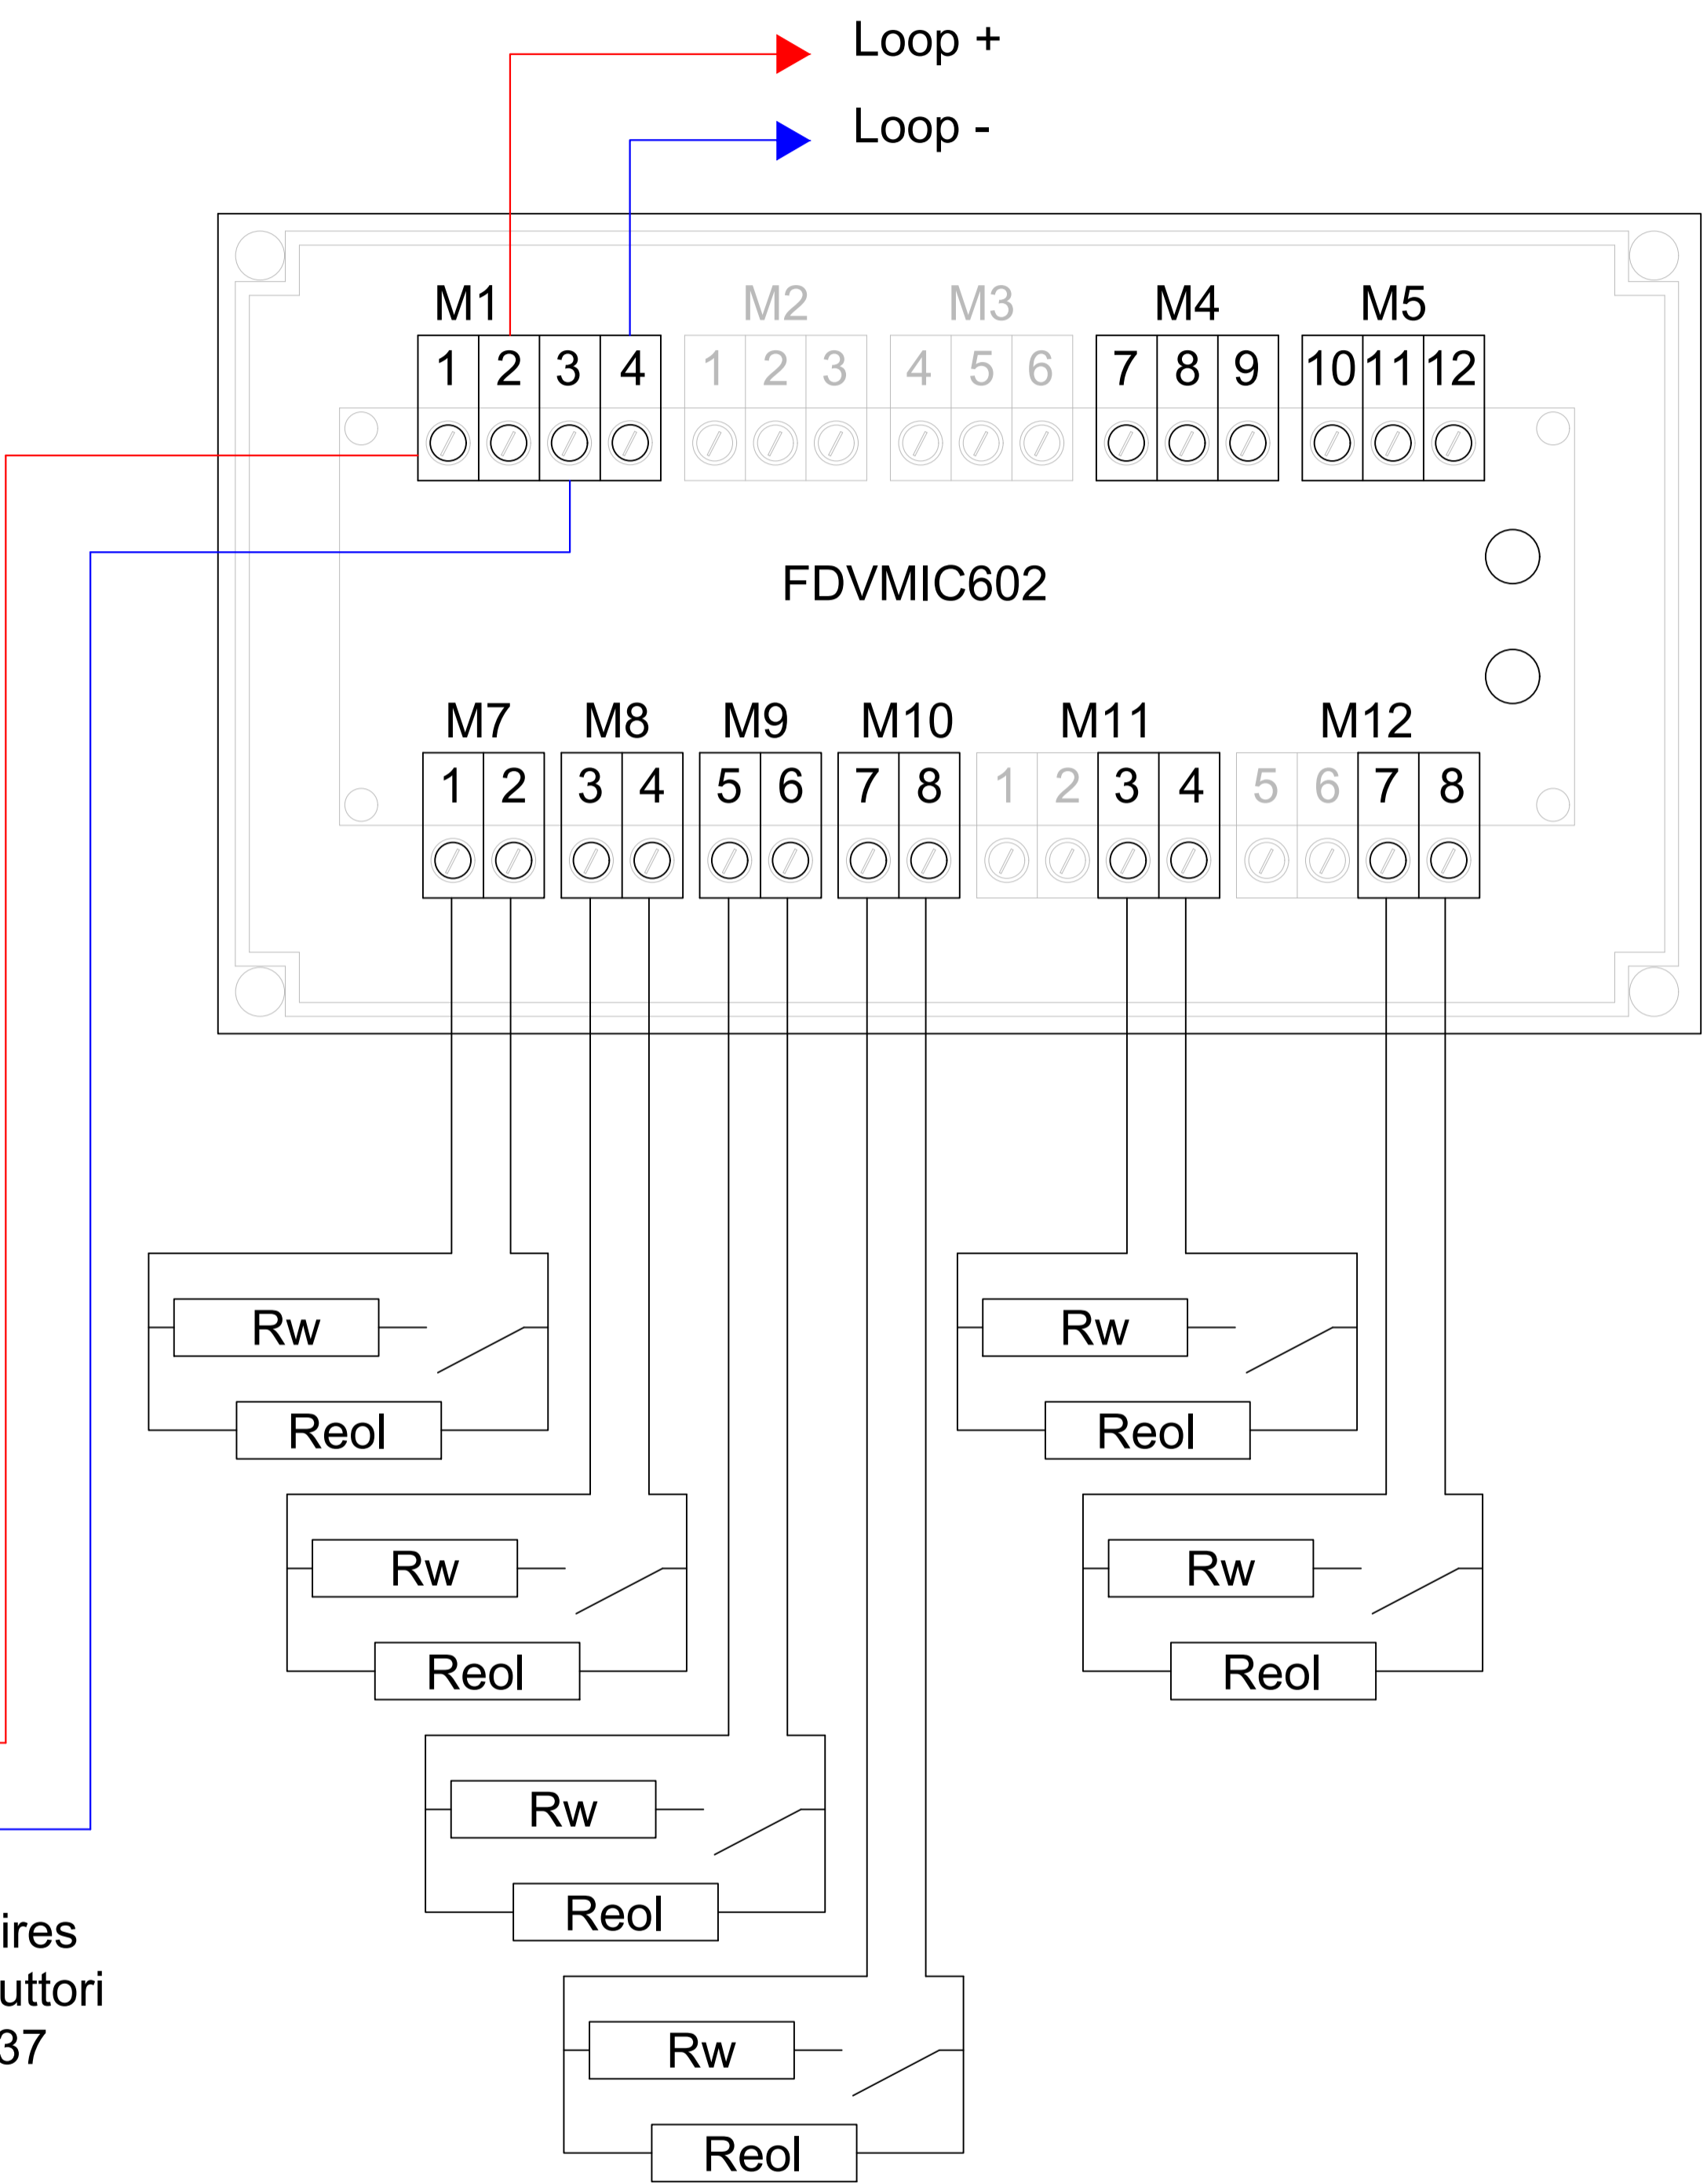 Loop +
Loop -
M1 M2 M3 M4 M5
1 2 3 4 1 2 3 4 5 6 7 8 9 10 11 12
FDVMIC602
M7 M8 M9 M10 M11 M12
1 2 3 4 5 6 7 8 1 2 3 4 5 6 7 8
Rw Rw
Reol Reol
Rw Rw
Reol Reol
Rw
Reol
ires
uttori
37
Rw
Reol